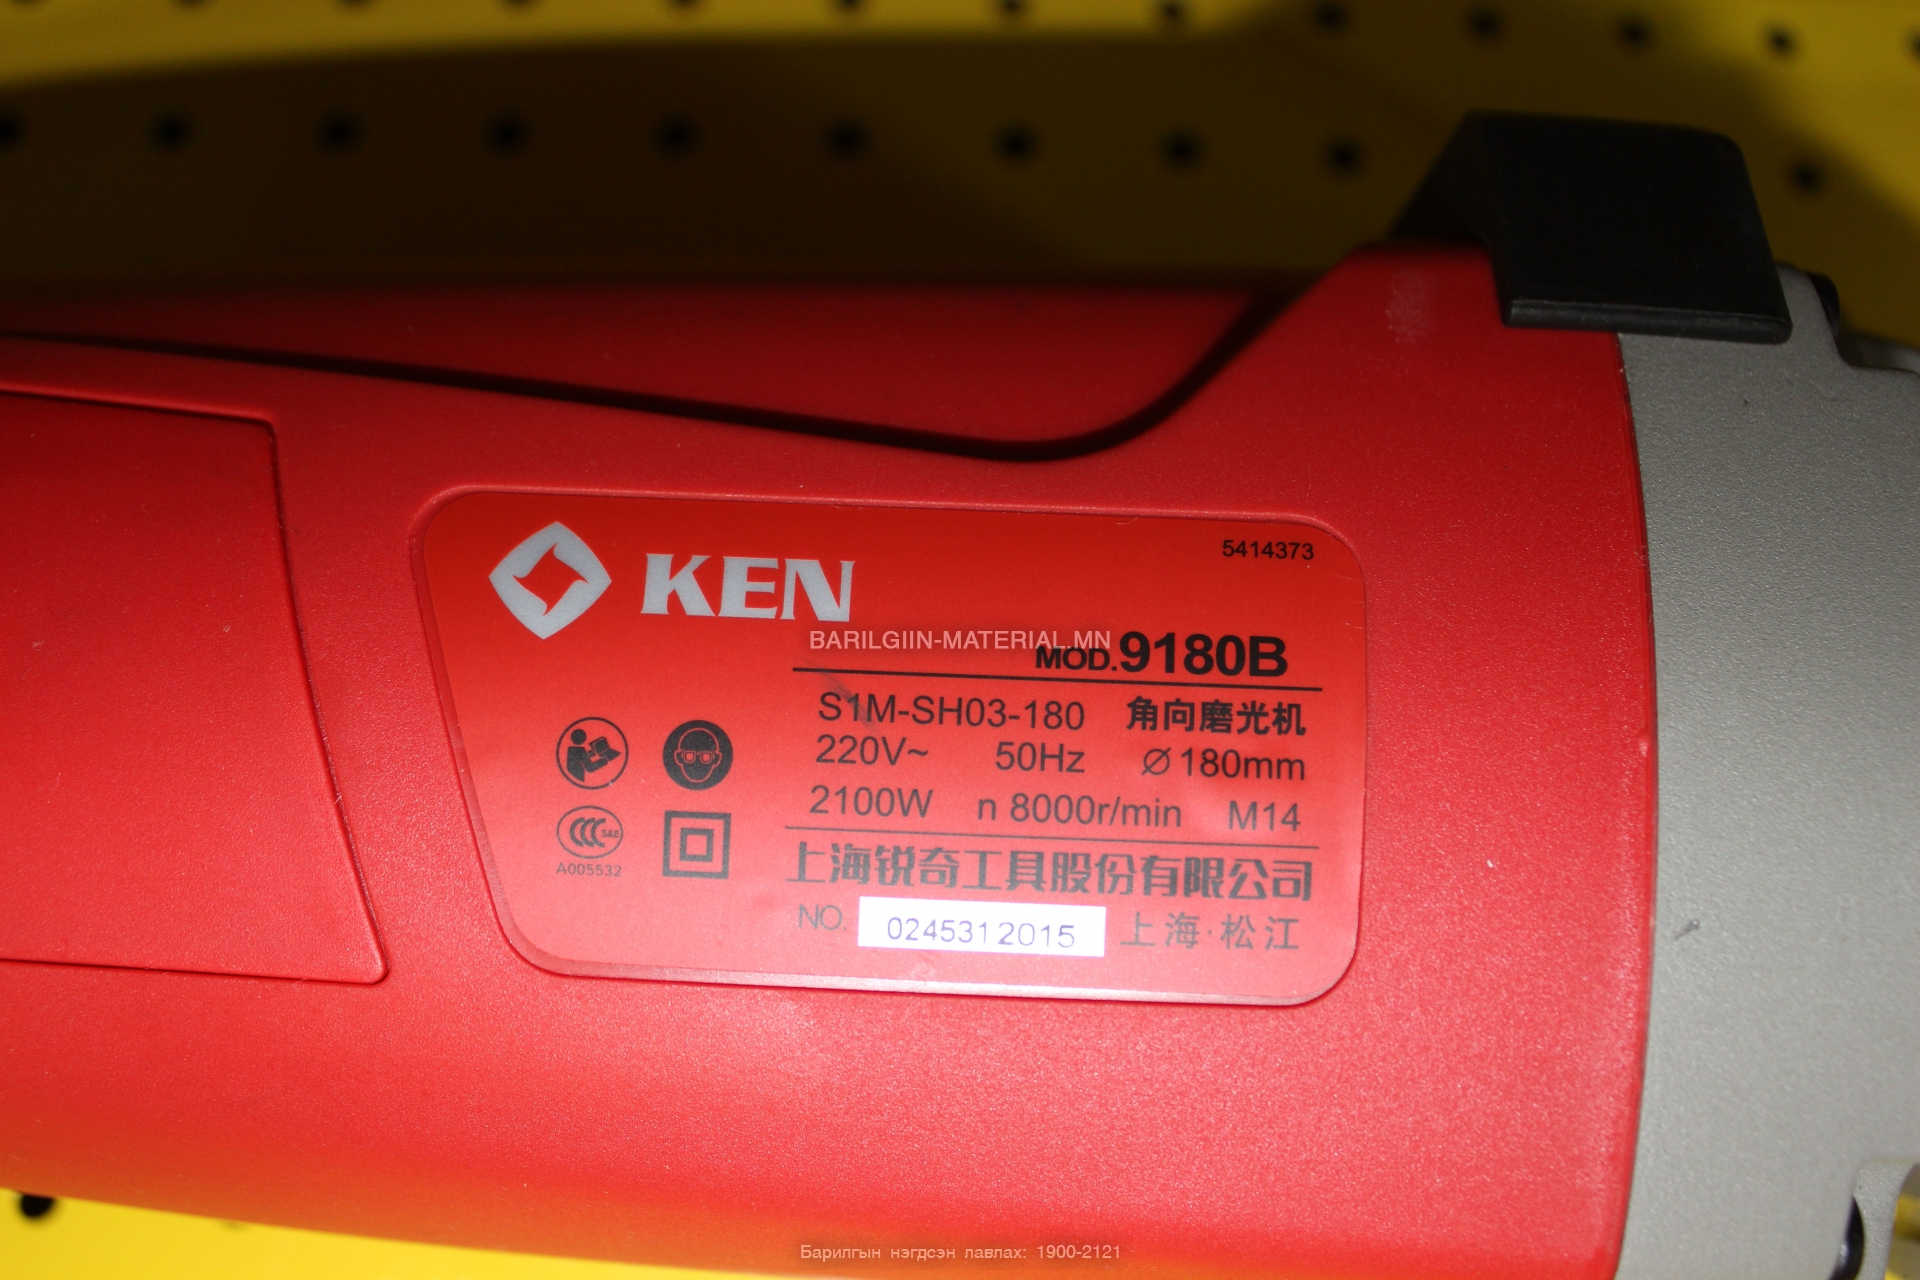 5414373
KEN
BARILGIIN-MATERIAL.MN
MOD.9180B
S1M-SH03-180 角向磨光机
220V~ 50Hz ⌀180mm
2100W n 8000r/min M14
CCC S&E
A005532
上海锐奇工具股份有限公司
NO. 0245312015 上海·松江
Барилгын нэгдсэн лавлах: 1900-2121